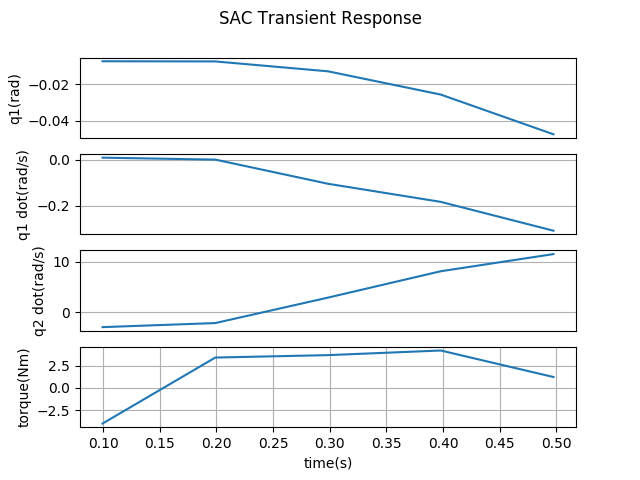 SAC Transient Response
q1(rad)
−0.02
−0.04
q1 dot(rad/s)
0.0
−0.2
q2 dot(rad/s)
10
0
torque(Nm)
2.5
0.0
−2.5
0.10 0.15 0.20 0.25 0.30 0.35 0.40 0.45 0.50
time(s)